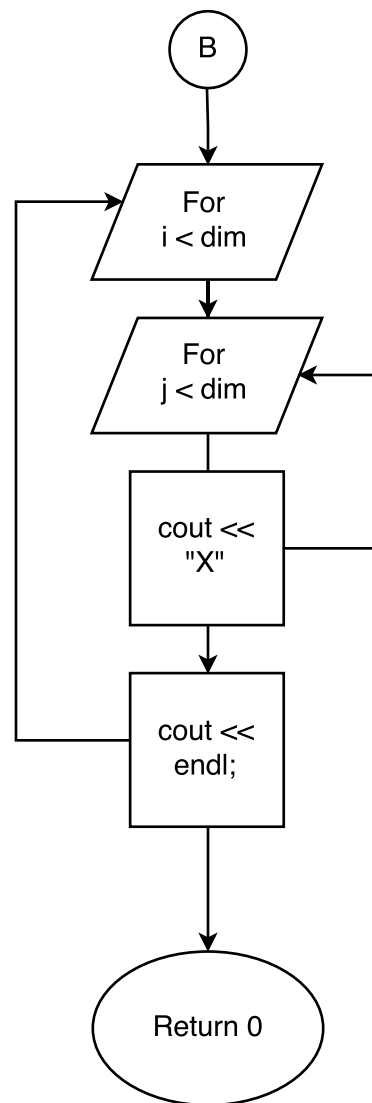 B
For
i < dim
For
j < dim
cout <<
"X"
cout <<
endl;
Return 0